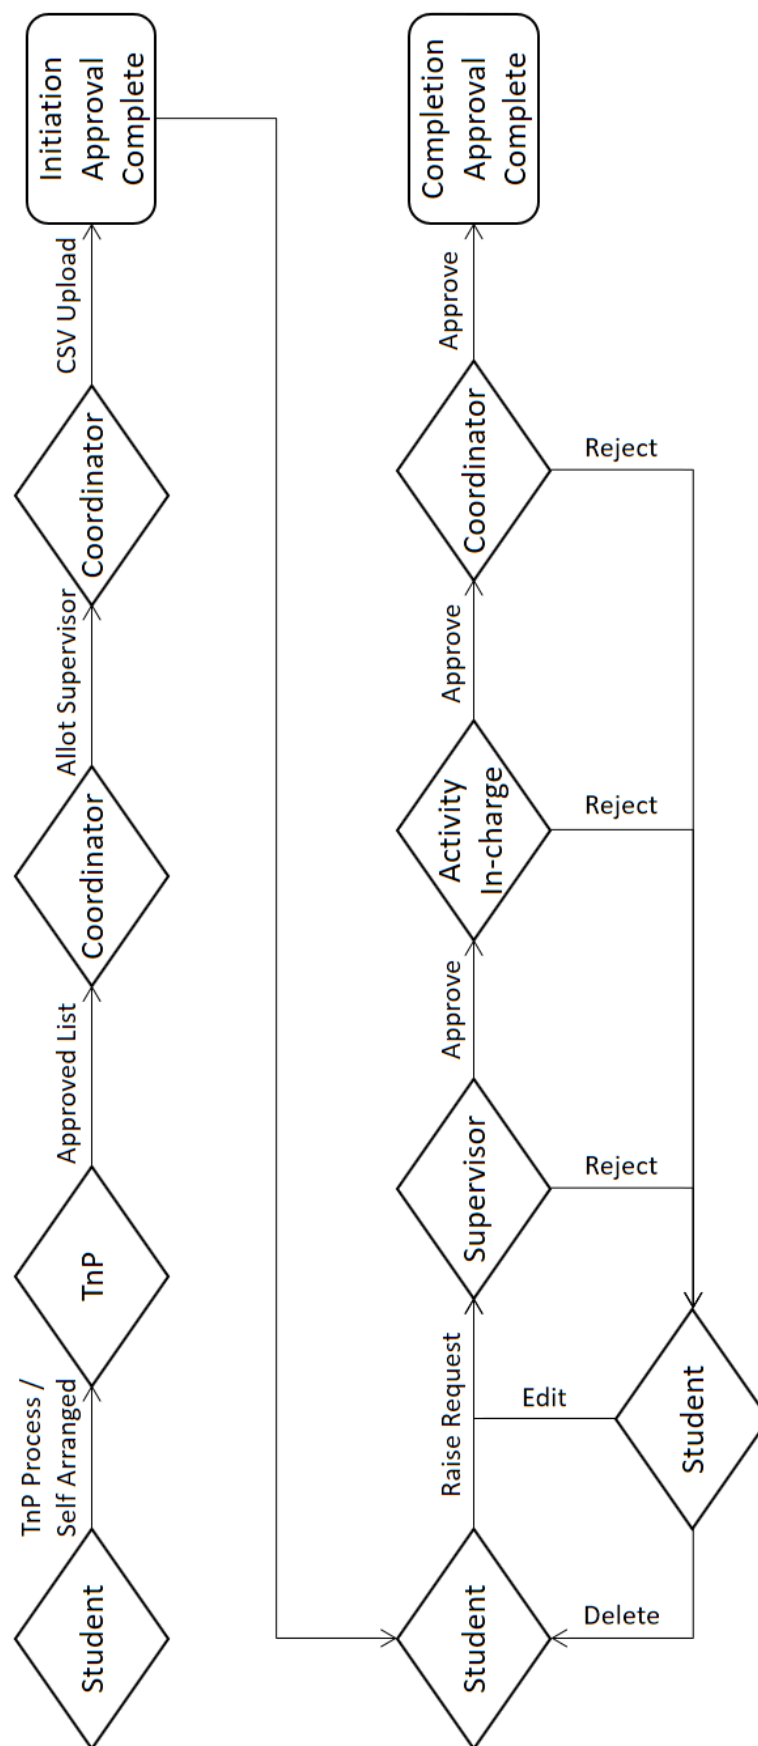 Student
TnP Process /
Self Arranged
TnP
Approved List
Coordinator
Allot Supervisor
Coordinator
CSV Upload
Initiation
Approval
Complete
Student
Raise Request
Supervisor
Approve
Activity
In-charge
Approve
Coordinator
Approve
Completion
Approval
Complete
Delete
Edit
Student
Reject
Reject
Reject